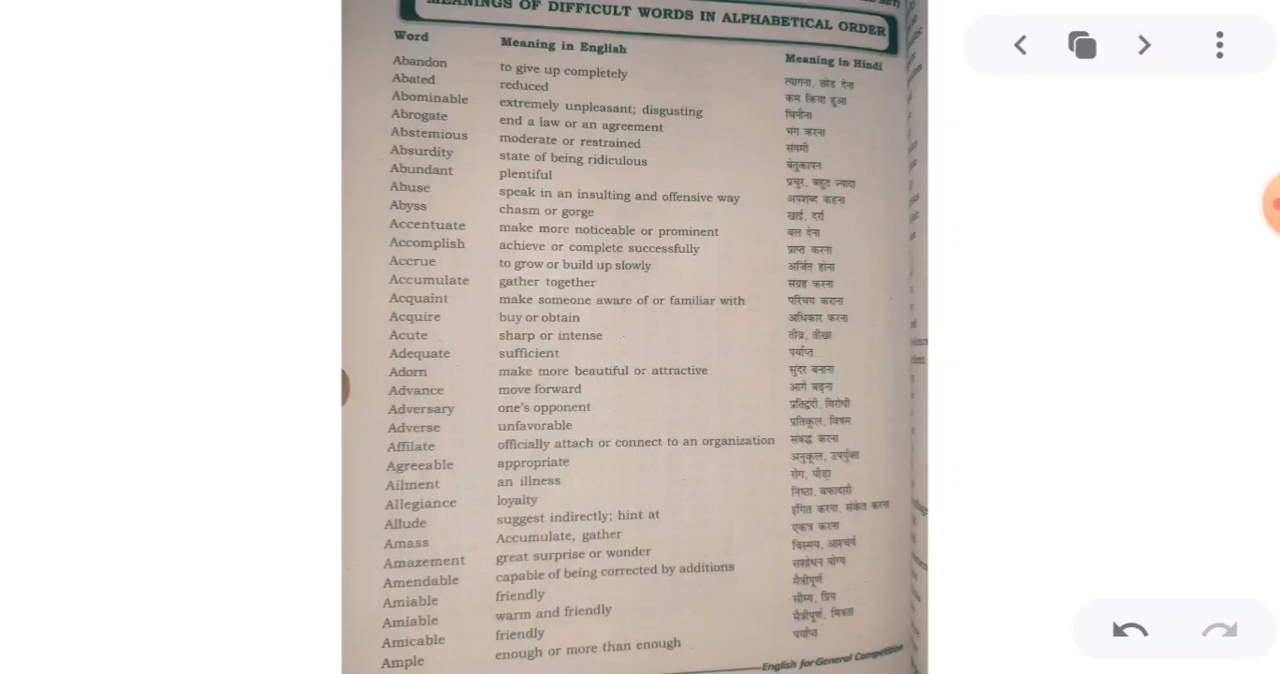 MEANINGS OF DIFFICULT WORDS IN ALPHABETICAL ORDER
Word Meaning in English Meaning in Hindi
Abandon to give up completely त्यागना, छोड देना
Abated reduced कम किया हुआ
Abominable extremely unpleasant; disgusting घिनौना
Abrogate end a law or an agreement भंग करना
Abstemious moderate or restrained संयमी
Absurdity state of being ridiculous बेतुकापन
Abundant plentiful प्रचुर, बहुत ज्यादा
Abuse speak in an insulting and offensive way अपशब्द कहना
Abyss chasm or gorge खाई, दर्रा
Accentuate make more noticeable or prominent बल देना
Accomplish achieve or complete successfully प्राप्त करना
Accrue to grow or build up slowly अर्जित होना
Accumulate gather together संग्रह करना
Acquaint make someone aware of or familiar with परिचय कराना
Acquire buy or obtain अधिकार करना
Acute sharp or intense तीव्र, तीखा
Adequate sufficient पर्याप्त
Adorn make more beautiful or attractive सुंदर बनाना
Advance move forward आगे बढ़ना
Adversary one's opponent प्रतिद्वंदी, विरोधी
Adverse unfavorable प्रतिकूल, विषम
Affilate officially attach or connect to an organization संबद्ध करना
Agreeable appropriate अनुकूल, उपर्युक्त
Ailment an illness रोग, पीड़ा
Allegiance loyalty निष्ठा, वफादारी
Allude suggest indirectly; hint at इंगित करना, संकेत करना
Amass Accumulate, gather एकत्र करना
Amazement great surprise or wonder विस्मय, आश्चर्य
Amendable capable of being corrected by additions संशोधन योग्य
Amiable friendly मैत्रीपूर्ण
Amiable warm and friendly सौम्य, प्रिय
Amicable friendly मैत्रीपूर्ण, मित्रता
Ample enough or more than enough पर्याप्त
English for General Competition